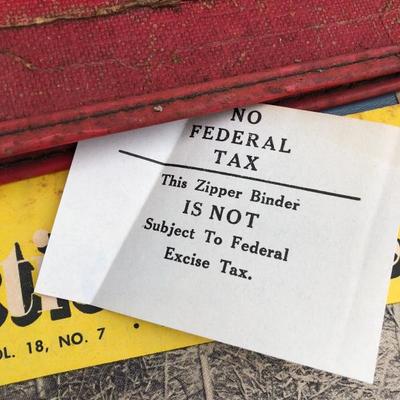 NO
FEDERAL
TAX
This Zipper Binder
IS NOT
Subject To Federal
Excise Tax.
OL. 18, NO. 7